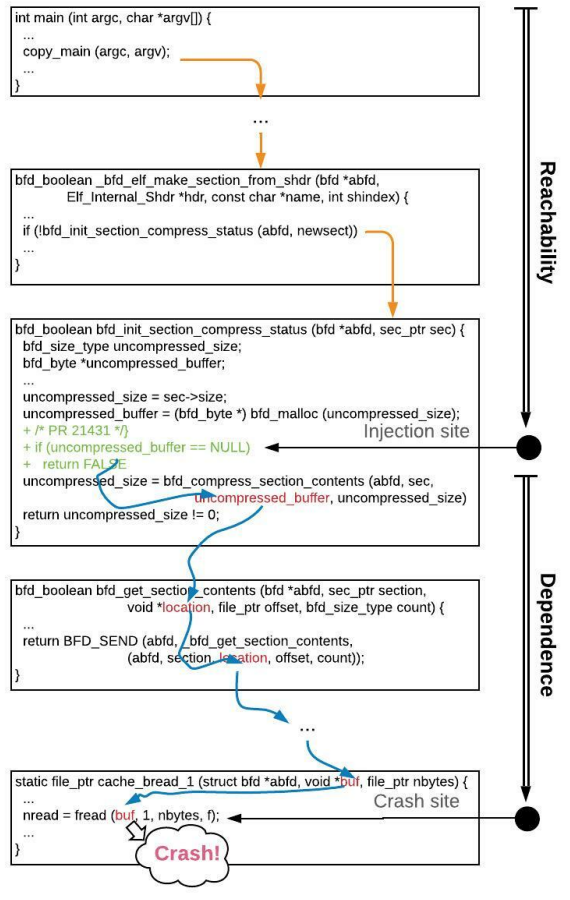 int main (int argc, char *argv[]) {
...
copy_main (argc, argv);
...
}
...
bfd_boolean _bfd_elf_make_section_from_shdr (bfd *abfd,
Elf_Internal_Shdr *hdr, const char *name, int shindex) {
...
if (!bfd_init_section_compress_status (abfd, newsect))
...
}
Reachability
bfd_boolean bfd_init_section_compress_status (bfd *abfd, sec_ptr sec) {
bfd_size_type uncompressed_size;
bfd_byte *uncompressed_buffer;
...
uncompressed_size = sec->size;
uncompressed_buffer = (bfd_byte *) bfd_malloc (uncompressed_size);
+ /* PR 21431 */}
+ if (uncompressed_buffer == NULL)
+ return FALSE
Injection site
uncompressed_size = bfd_compress_section_contents (abfd, sec,
uncompressed_buffer, uncompressed_size)
return uncompressed_size != 0;
}
bfd_boolean bfd_get_section_contents (bfd *abfd, sec_ptr section,
void *location, file_ptr offset, bfd_size_type count) {
...
return BFD_SEND (abfd, _bfd_get_section_contents,
(abfd, section, location, offset, count));
}
Dependence
...
static file_ptr cache_bread_1 (struct bfd *abfd, void *buf, file_ptr nbytes) {
...
nread = fread (buf, 1, nbytes, f);
...
}
Crash site
Crash!